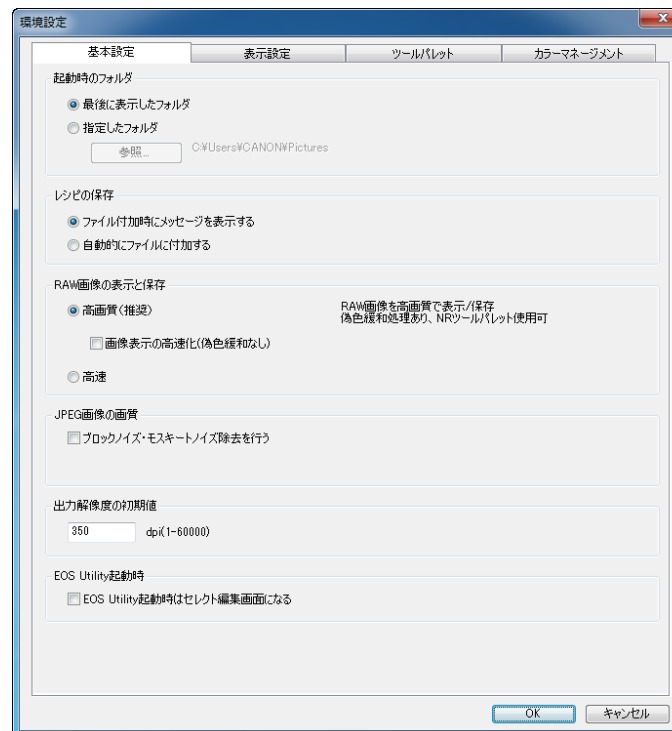 環境設定
基本設定 表示設定 ツールパレット カラーマネージメント
起動時のフォルダ
最後に表示したフォルダ
指定したフォルダ
参照... C:¥Users¥CANON¥Pictures
レシピの保存
ファイル付加時にメッセージを表示する
自動的にファイルに付加する
RAW画像の表示と保存
高画質(推奨) RAW画像を高画質で表示/保存
偽色緩和処理あり、NRツールパレット使用可
画像表示の高速化(偽色緩和なし)
高速
JPEG画像の画質
ブロックノイズ・モスキートノイズ除去を行う
出力解像度の初期値
350 dpi(1-60000)
EOS Utility起動時
EOS Utility起動時はセレクト編集画面になる
OK キャンセル